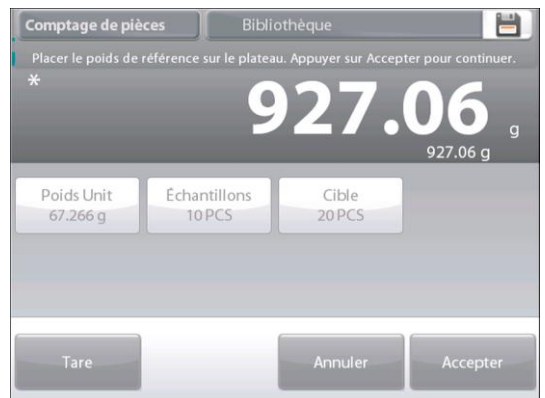 Comptage de pièces
Bibliothèque
Placer le poids de référence sur le plateau. Appuyer sur Accepter pour continuer.
*
927.06 g
927.06 g
Poids Unit
67.266 g
Échantillons
10 PCS
Cible
20 PCS
Tare
Annuler
Accepter